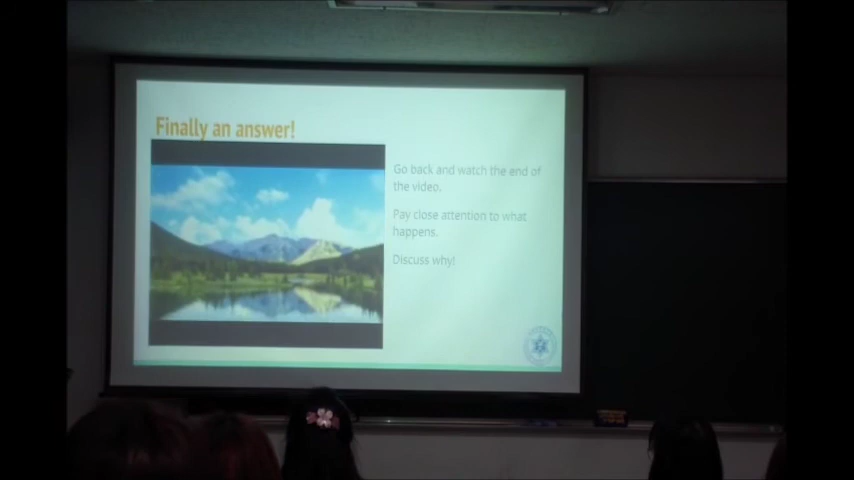 Finally an answer!
Go back and watch the end of
the video.
Pay close attention to what
happens.
Discuss why!